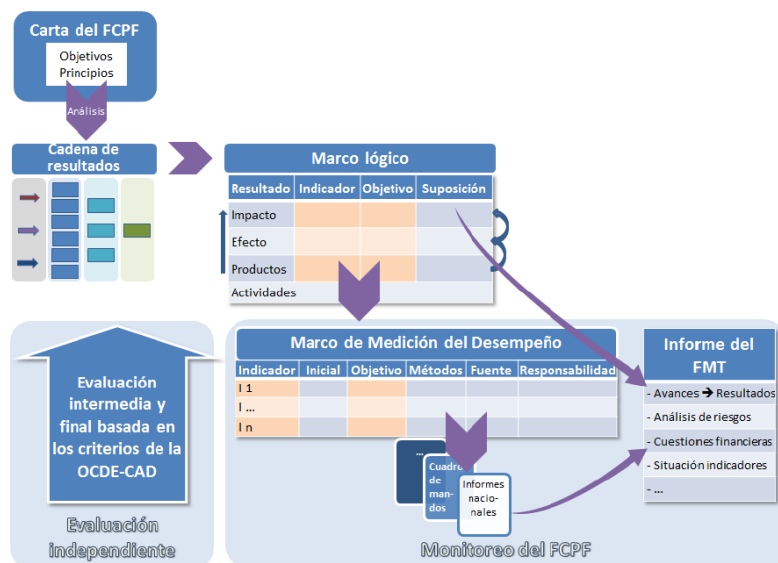 Carta del FCPF
Objetivos
Principios
Análisis
Cadena de
resultados
Marco lógico
Resultado Indicador Objetivo Suposición
Impacto
Efecto
Productos
Actividades
Marco de Medición del Desempeño
Indicador Inicial Objetivo Métodos Fuente Responsabilidad
I 1
I ...
I n
...
Cuadro
de
man-
dos
Informes
nacio-
nales
Informe del
FMT
- Avances → Resultados
- Análisis de riesgos
- Cuestiones financieras
- Situación indicadores
- ...
Evaluación
intermedia y
final basada en
los criterios de la
OCDE-CAD
Evaluación
independiente
Monitoreo del FCPF